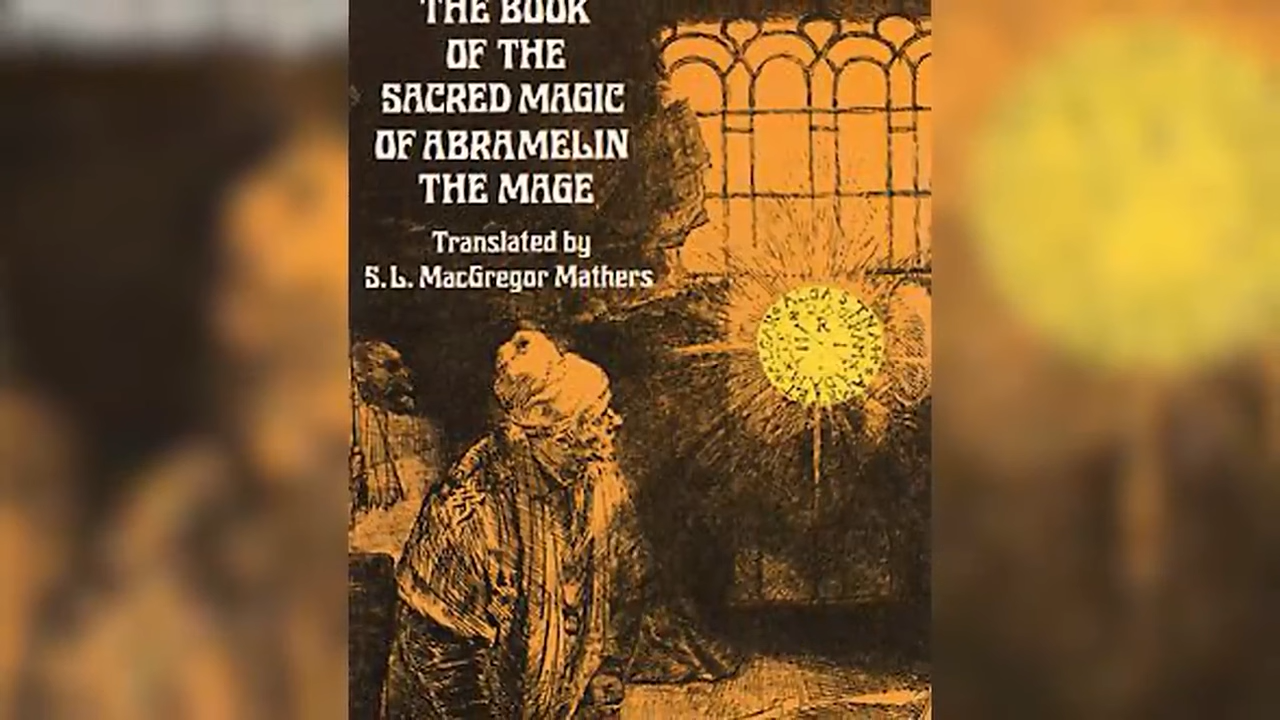 THE BOOK
OF THE
SACRED MAGIC
OF ABRAMELIN
THE MAGE
Translated by
S. L. MacGregor Mathers